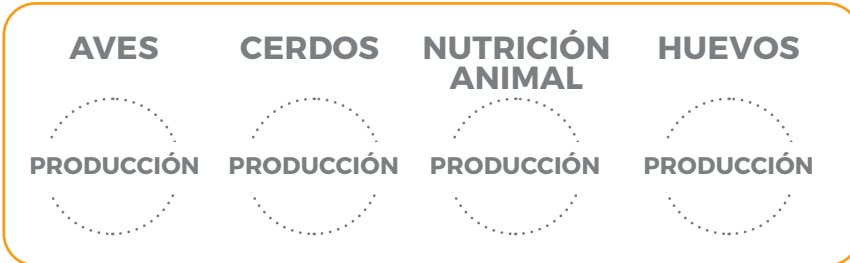 AVES
PRODUCCIÓN
CERDOS
PRODUCCIÓN
NUTRICIÓN
ANIMAL
PRODUCCIÓN
HUEVOS
PRODUCCIÓN